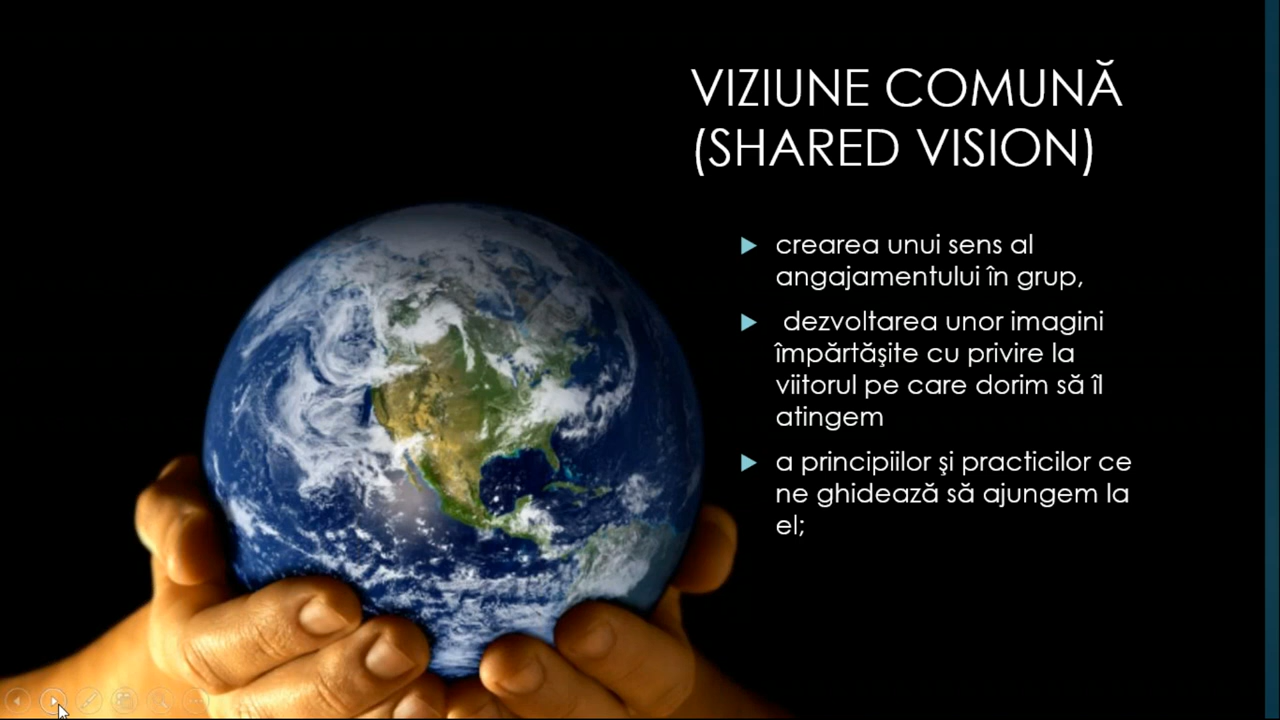 VIZIUNE COMUNĂ
(SHARED VISION)
crearea unui sens al
angajamentului în grup,
dezvoltarea unor imagini
împărtăşite cu privire la
viitorul pe care dorim să îl
atingem
a principiilor şi practicilor ce
ne ghidează să ajungem la
el;